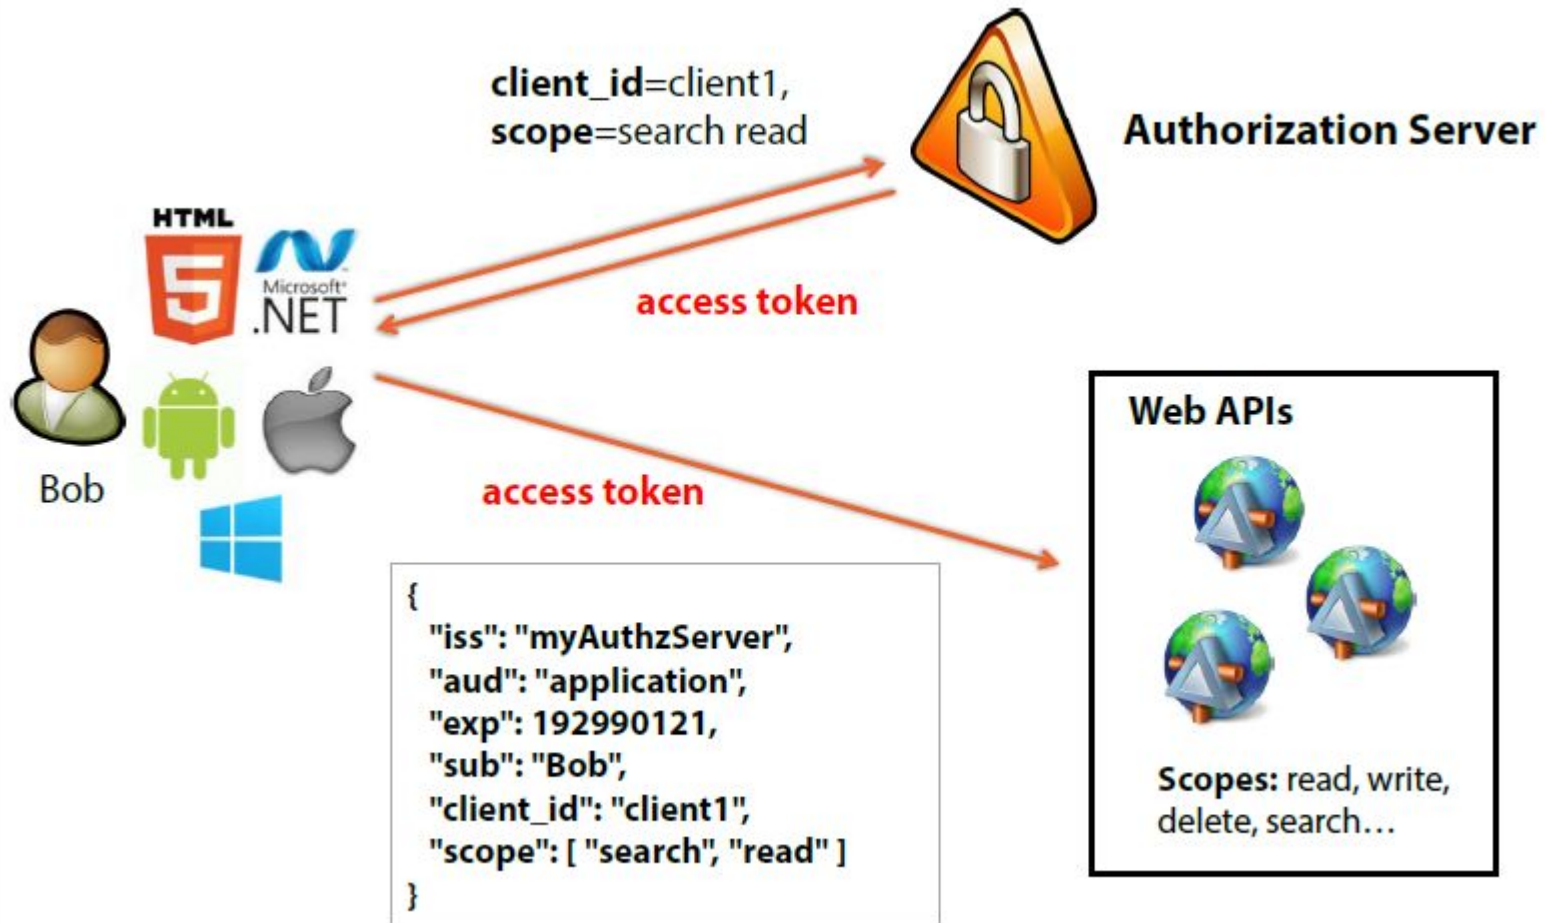 client_id=client1,
scope=search read
Authorization Server
HTML
Microsoft®
.NET
access token
Bob
access token
Web APIs
{
"iss": "myAuthzServer",
"aud": "application",
"exp": 192990121,
"sub": "Bob",
"client_id": "client1",
"scope": [ "search", "read" ]
}
Scopes: read, write,
delete, search…